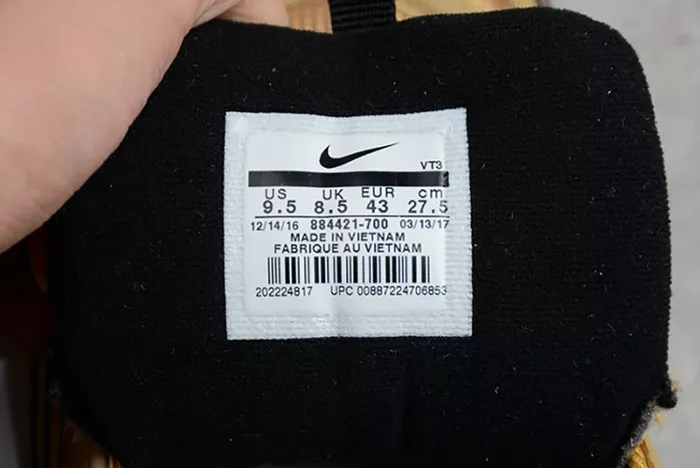 VT3
US UK EUR cm
9.5 8.5 43 27.5
12/14/16 884421-700 03/13/17
MADE IN VIETNAM
FABRIQUE AU VIETNAM
202224817 UPC 00887224706853